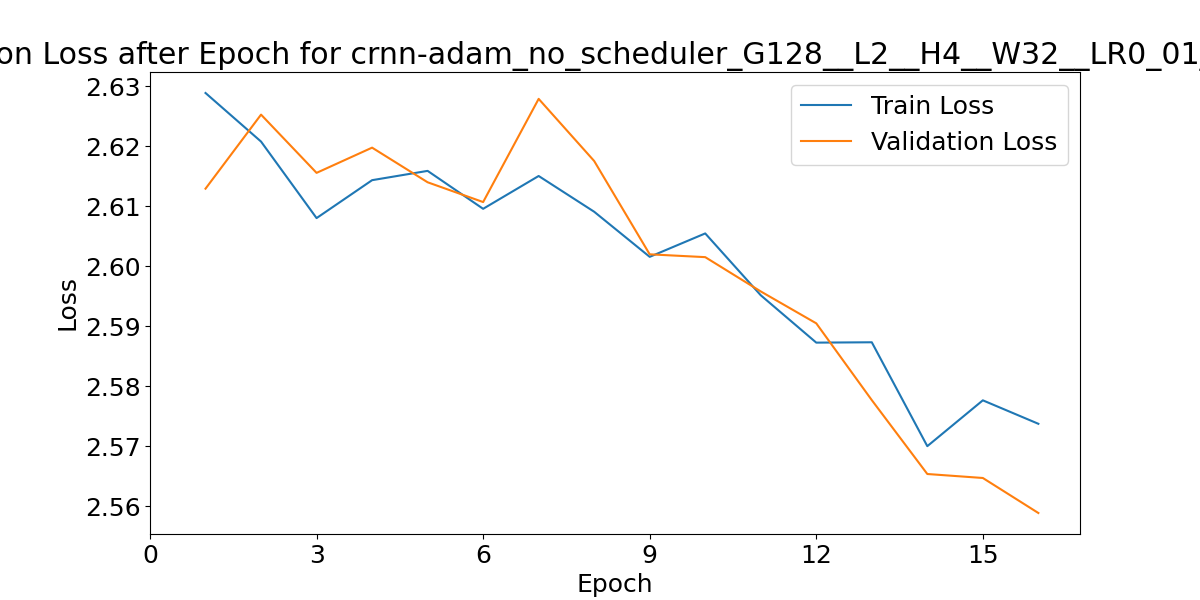 on Loss after Epoch for crnn-adam_no_scheduler_G128__L2__H4__W32__LR0_01_
Train Loss
Validation Loss
2.63
2.62
2.61
2.60
2.59
2.58
2.57
2.56
Loss
0 3 6 9 12 15
Epoch